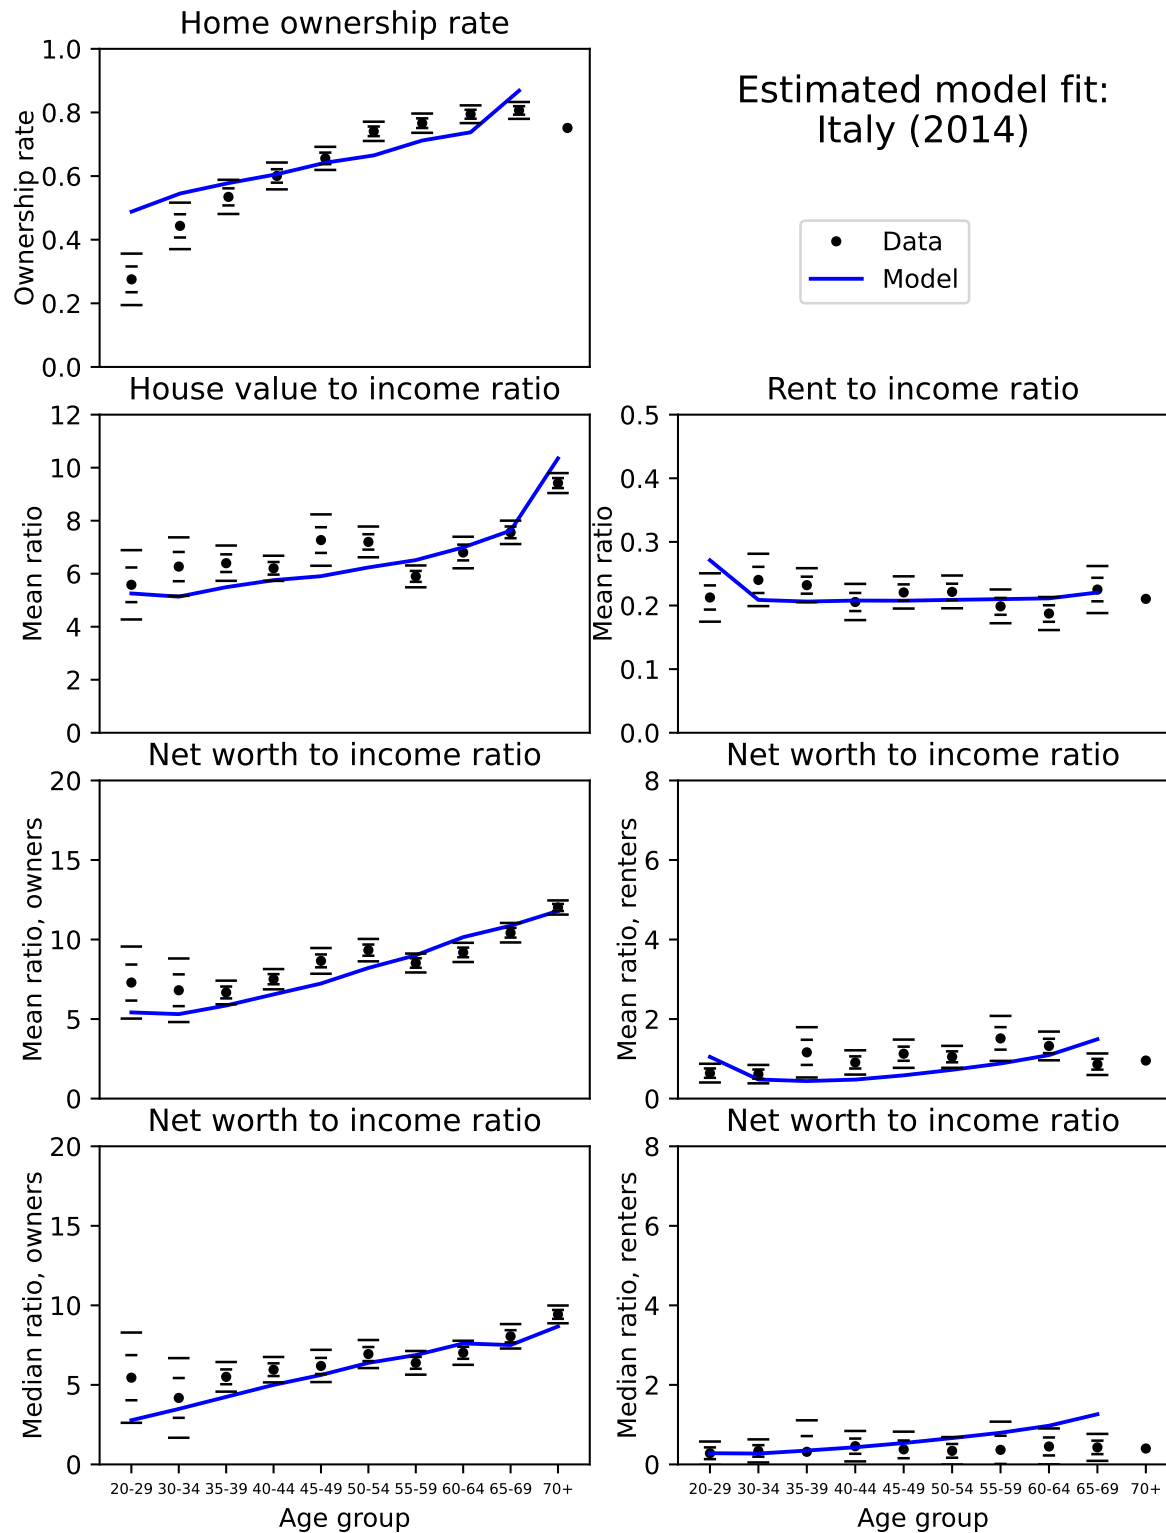 Home ownership rate
Estimated model fit:
Italy (2014)
Data
Model
Ownership rate
1.0
0.8
0.6
0.4
0.2
0.0
House value to income ratio
Mean ratio
12
10
8
6
4
2
0
Rent to income ratio
Mean ratio
0.5
0.4
0.3
0.2
0.1
0.0
Net worth to income ratio
Mean ratio, owners
20
15
10
5
0
Net worth to income ratio
Mean ratio, renters
8
6
4
2
0
Net worth to income ratio
Median ratio, owners
20
15
10
5
0
20-29 30-34 35-39 40-44 45-49 50-54 55-59 60-64 65-69 70+
Age group
Net worth to income ratio
Median ratio, renters
8
6
4
2
0
20-29 30-34 35-39 40-44 45-49 50-54 55-59 60-64 65-69 70+
Age group